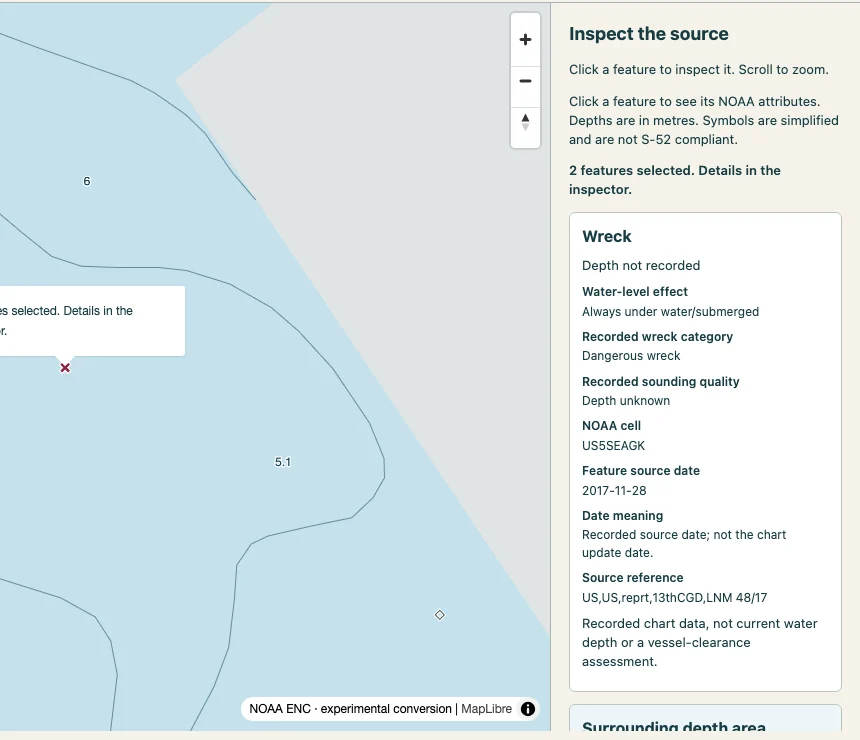 6
es selected. Details in the
r.
5.1
NOAA ENC · experimental conversion | MapLibre
Inspect the source
Click a feature to inspect it. Scroll to zoom.
Click a feature to see its NOAA attributes.
Depths are in metres. Symbols are simplified
and are not S-52 compliant.
2 features selected. Details in the
inspector.
Wreck
Depth not recorded
Water-level effect
Always under water/submerged
Recorded wreck category
Dangerous wreck
Recorded sounding quality
Depth unknown
NOAA cell
US5SEAGK
Feature source date
2017-11-28
Date meaning
Recorded source date; not the chart
update date.
Source reference
US,US,reprt,13thCGD,LNM 48/17
Recorded chart data, not current water
depth or a vessel-clearance
assessment.
Surrounding depth area